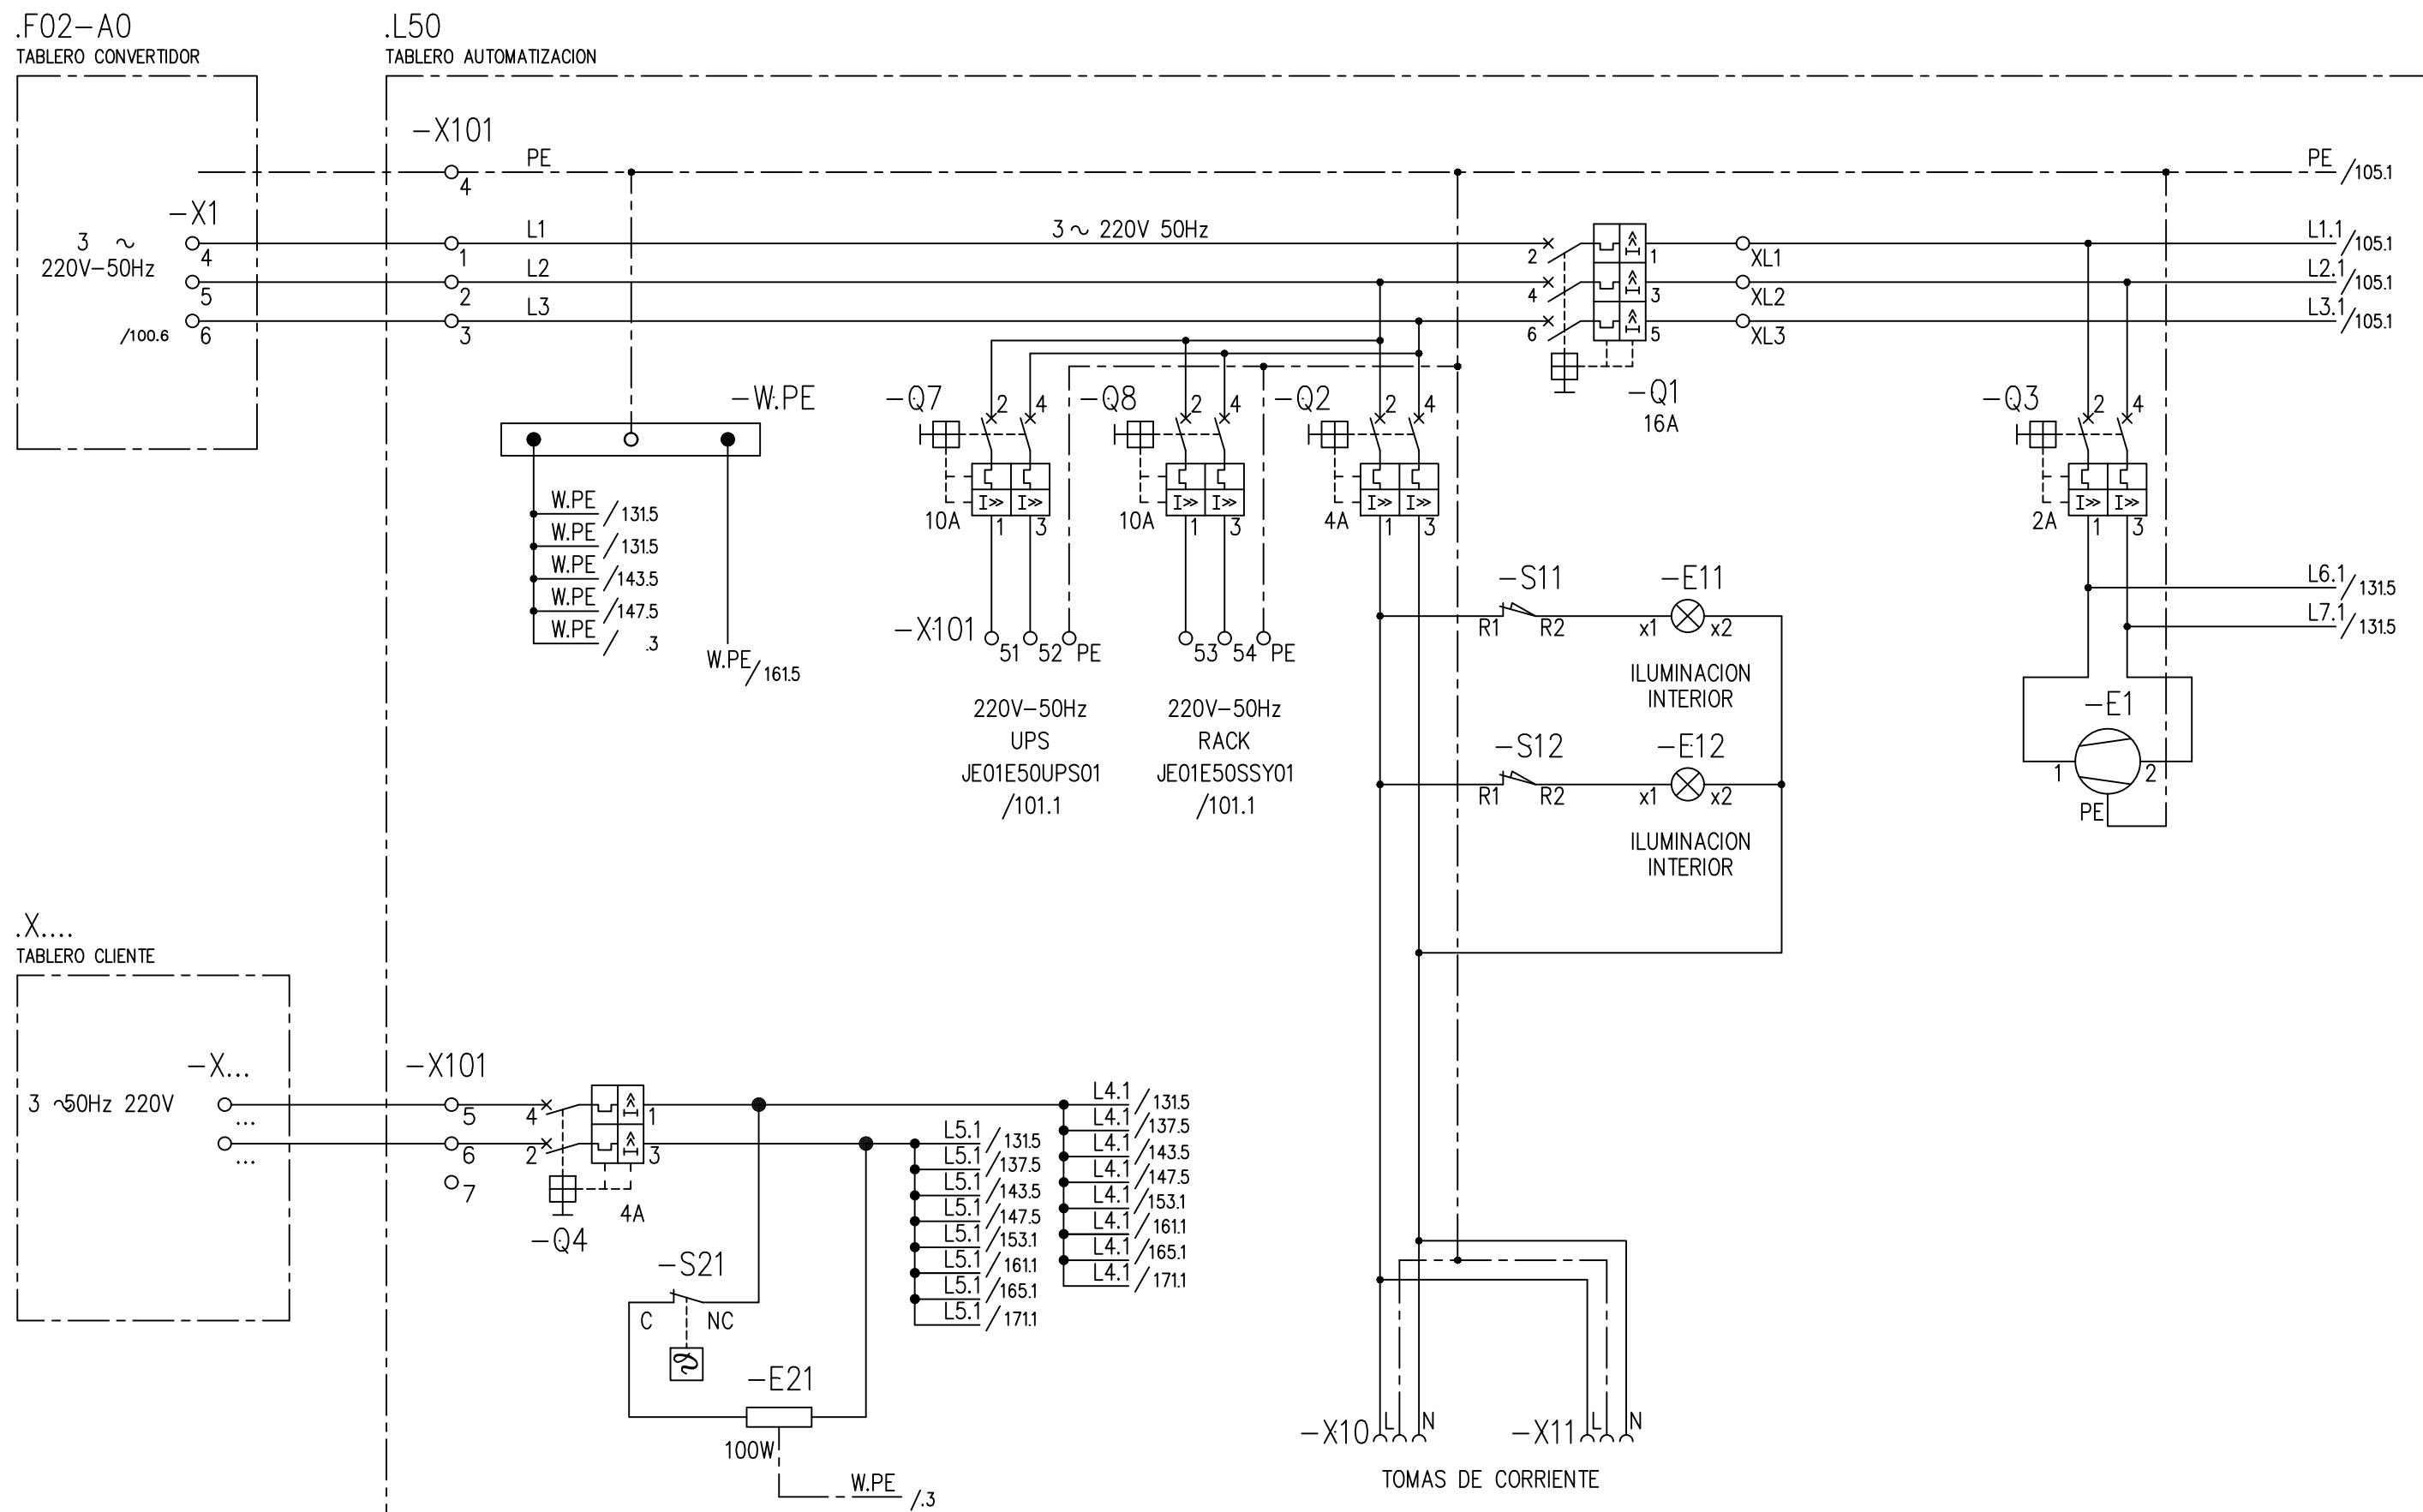 .F02-A0
TABLERO CONVERTIDOR
.L50
TABLERO AUTOMATIZACION
-X101
PE
4
PE
/105.1
-X1
3 ~
220V-50Hz
4
5
6
/100.6
L1
1
L2
2
L3
3
3 ~ 220V 50Hz
2
4
6
1
3
5
-Q1
16A
XL1
XL2
XL3
L1.1
/105.1
L2.1
/105.1
L3.1
/105.1
-W.PE
W.PE
/131.5
W.PE
/131.5
W.PE
/143.5
W.PE
/147.5
W.PE
/ .3
W.PE
/161.5
-Q7
2
4
I>>
I>>
10A
1
3
-Q8
2
4
I>>
I>>
10A
1
3
-Q2
2
4
I>>
I>>
4A
1
3
-Q3
2
4
I>>
I>>
2A
1
3
-X101
51
52
PE
53
54
PE
220V-50Hz
UPS
JE01E50UPS01
/101.1
220V-50Hz
RACK
JE01E50SSY01
/101.1
-S11
R1
R2
-E11
x1
x2
ILUMINACION
INTERIOR
-S12
R1
R2
-E12
x1
x2
ILUMINACION
INTERIOR
L6.1
/131.5
L7.1
/131.5
-E1
1
2
PE
.X....
TABLERO CLIENTE
-X...
3 ~50Hz 220V
...
...
-X101
5
6
7
4
2
1
3
4A
-Q4
L4.1
/131.5
L4.1
/137.5
L4.1
/143.5
L4.1
/147.5
L4.1
/153.1
L4.1
/161.1
L4.1
/165.1
L4.1
/171.1
L5.1
/131.5
L5.1
/137.5
L5.1
/143.5
L5.1
/147.5
L5.1
/153.1
L5.1
/161.1
L5.1
/165.1
L5.1
/171.1
-S21
C
NC
-E21
100W
W.PE
/.3
-X10
L
N
-X11
L
N
TOMAS DE CORRIENTE